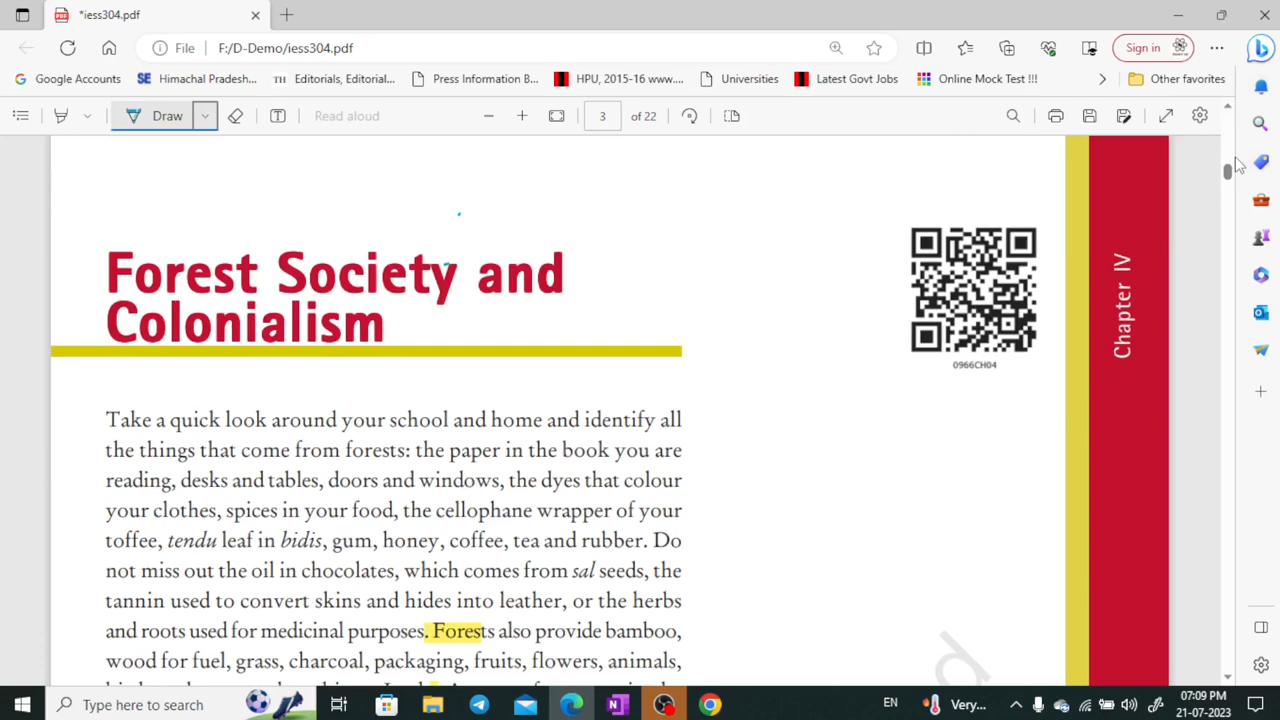 *iess304.pdf
File
F:/D-Demo/iess304.pdf
Sign in
Google Accounts
SE Himachal Pradesh...
TH Editorials, Editorial...
Press Information B...
HPU, 2015-16 www....
Universities
Latest Govt Jobs
Online Mock Test !!!
Other favorites
Draw
Read aloud
3 of 22
Forest Society and
Colonialism
0966CH04
Chapter IV
Take a quick look around your school and home and identify all
the things that come from forests: the paper in the book you are
reading, desks and tables, doors and windows, the dyes that colour
your clothes, spices in your food, the cellophane wrapper of your
toffee, tendu leaf in bidis, gum, honey, coffee, tea and rubber. Do
not miss out the oil in chocolates, which comes from sal seeds, the
tannin used to convert skins and hides into leather, or the herbs
and roots used for medicinal purposes. Forests also provide bamboo,
wood for fuel, grass, charcoal, packaging, fruits, flowers, animals,
d
Type here to search
Very...
EN
07:09 PM
21-07-2023